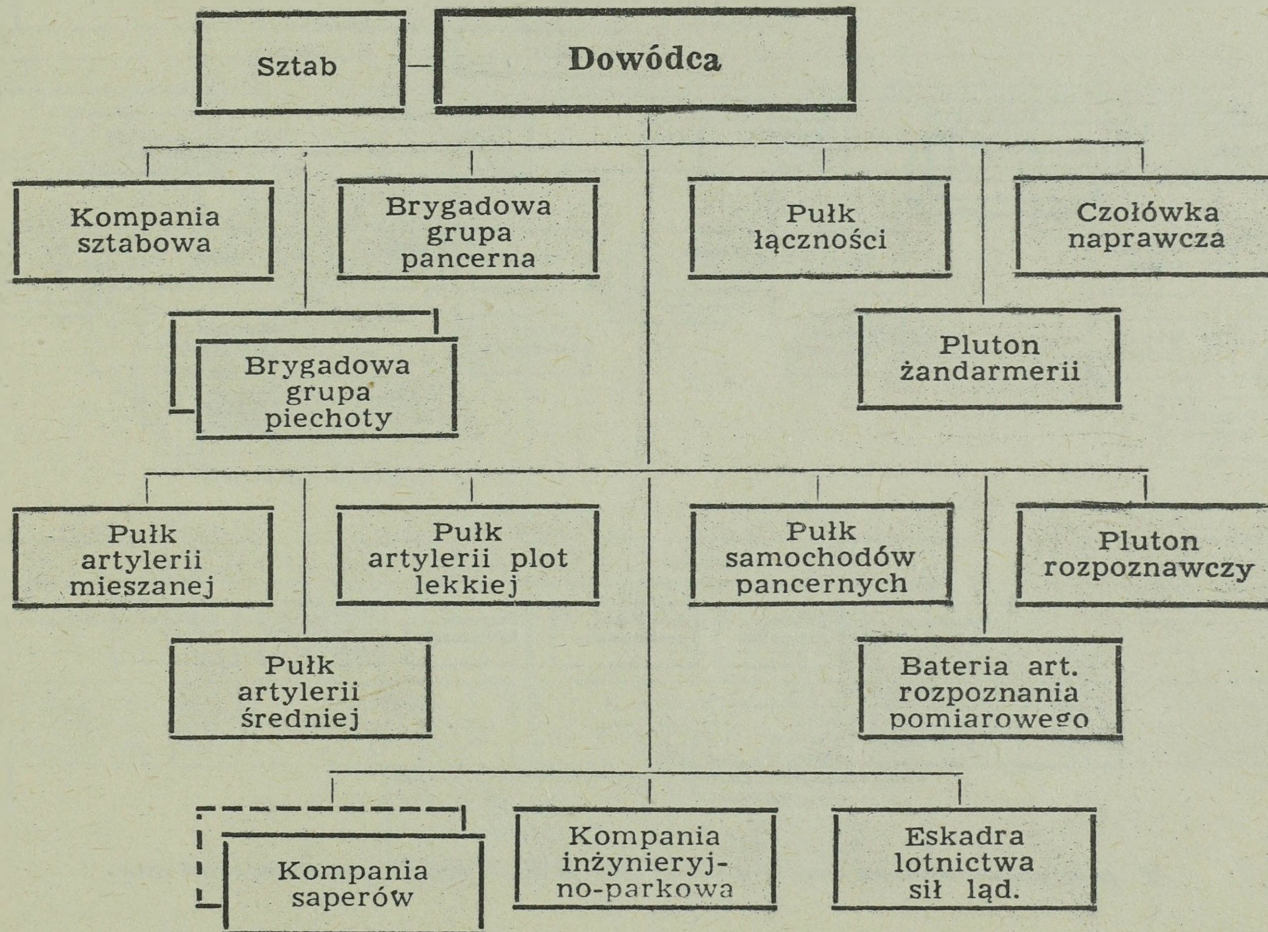 Sztab
Dowódca
Kompania
sztabowa
Brygadowa
grupa
pancerna
Pułk
łączności
Czołówka
naprawcza
Brygadowa
grupa
piechoty
Pluton
żandarmerii
Pułk
artylerii
mieszanej
Pułk
artylerii plot
lekkiej
Pułk
samochodów
pancernych
Pluton
rozpoznawczy
Pułk
artylerii
średniej
Bateria art.
rozpoznania
pomiarowego
Kompania
saperów
Kompania
inżynieryj-
no-parkowa
Eskadra
lotnictwa
sił ląd.